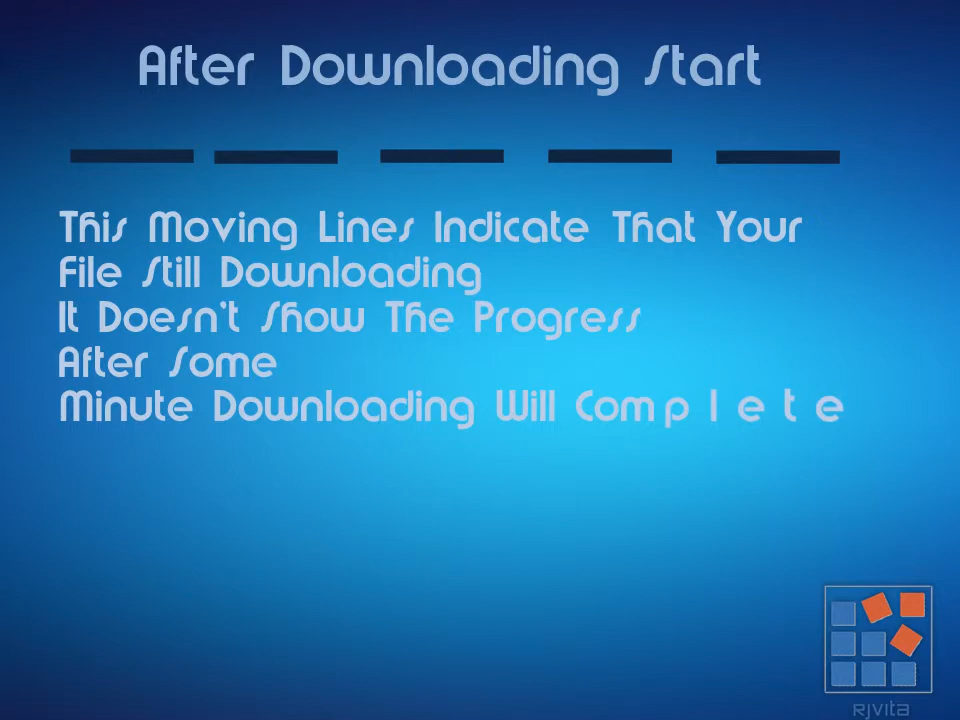 After Downloading Start
This Moving Lines Indicate That Your
File Still Downloading
It Doesn't Show The Progress
After Some
Minute Downloading Will Complete
RJVITA